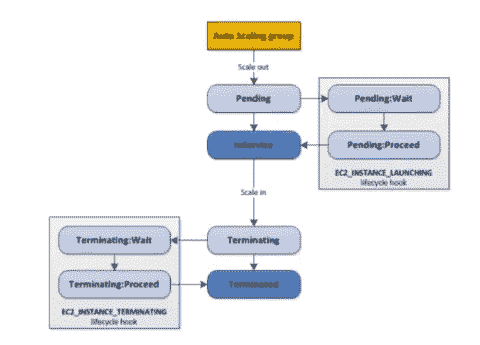 Auto Scaling group
Scale out
Pending
Pending:Wait
InService
Pending:Proceed
EC2_INSTANCE_LAUNCHING
lifecycle hook
Scale in
Terminating:Wait
Terminating
Terminating:Proceed
Terminated
EC2_INSTANCE_TERMINATING
lifecycle hook